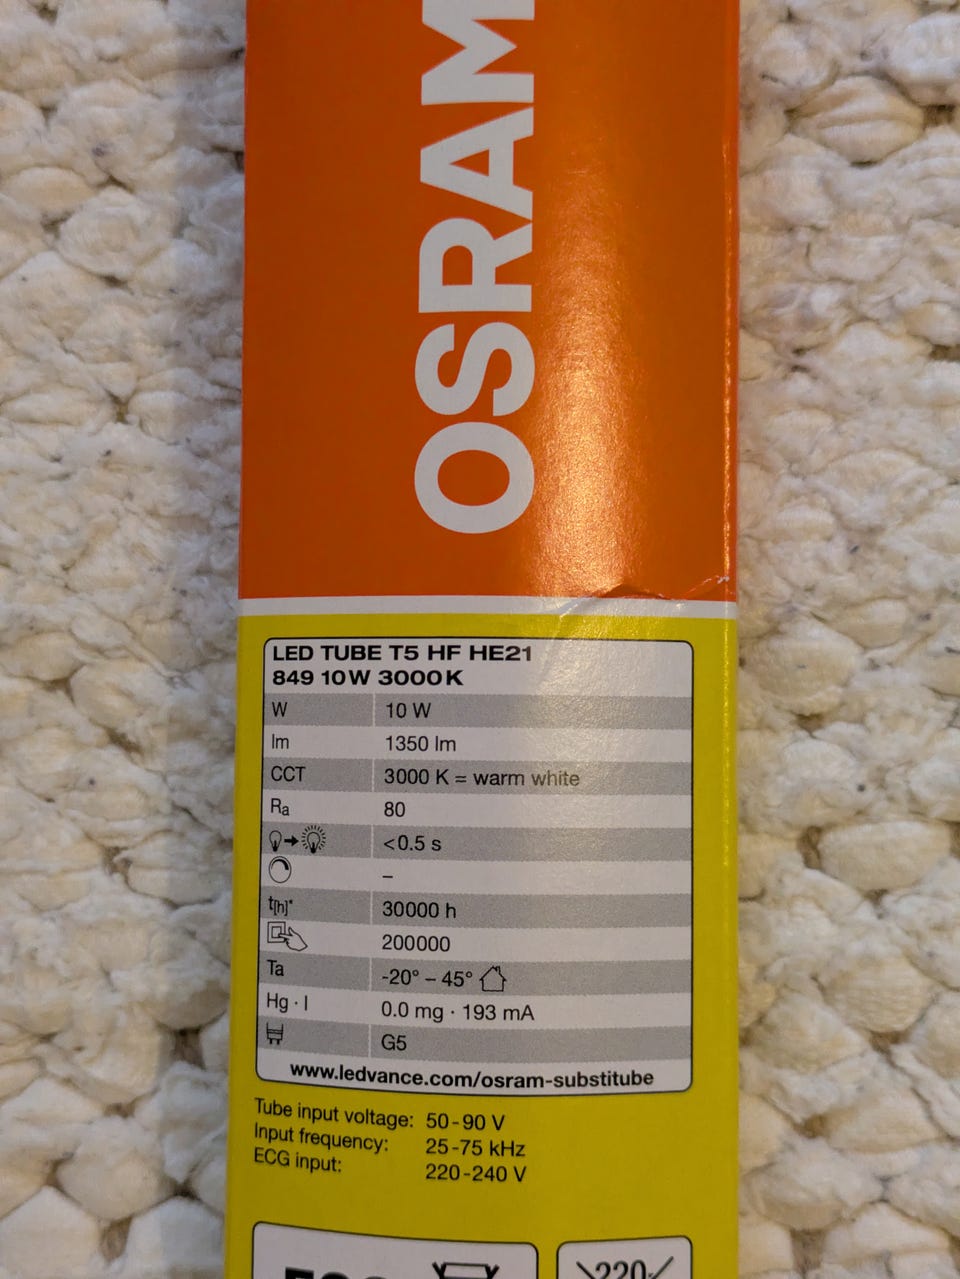 OSRAM
LED TUBE T5 HF HE21
849 10W 3000K
W 10 W
lm 1350 lm
CCT 3000 K = warm white
Ra 80
<0.5 s
–
t[h]* 30000 h
200000
Ta -20° – 45°
Hg · I 0.0 mg · 193 mA
G5
www.ledvance.com/osram-substitube
Tube input voltage: 50-90 V
Input frequency: 25-75 kHz
ECG input: 220-240 V
220